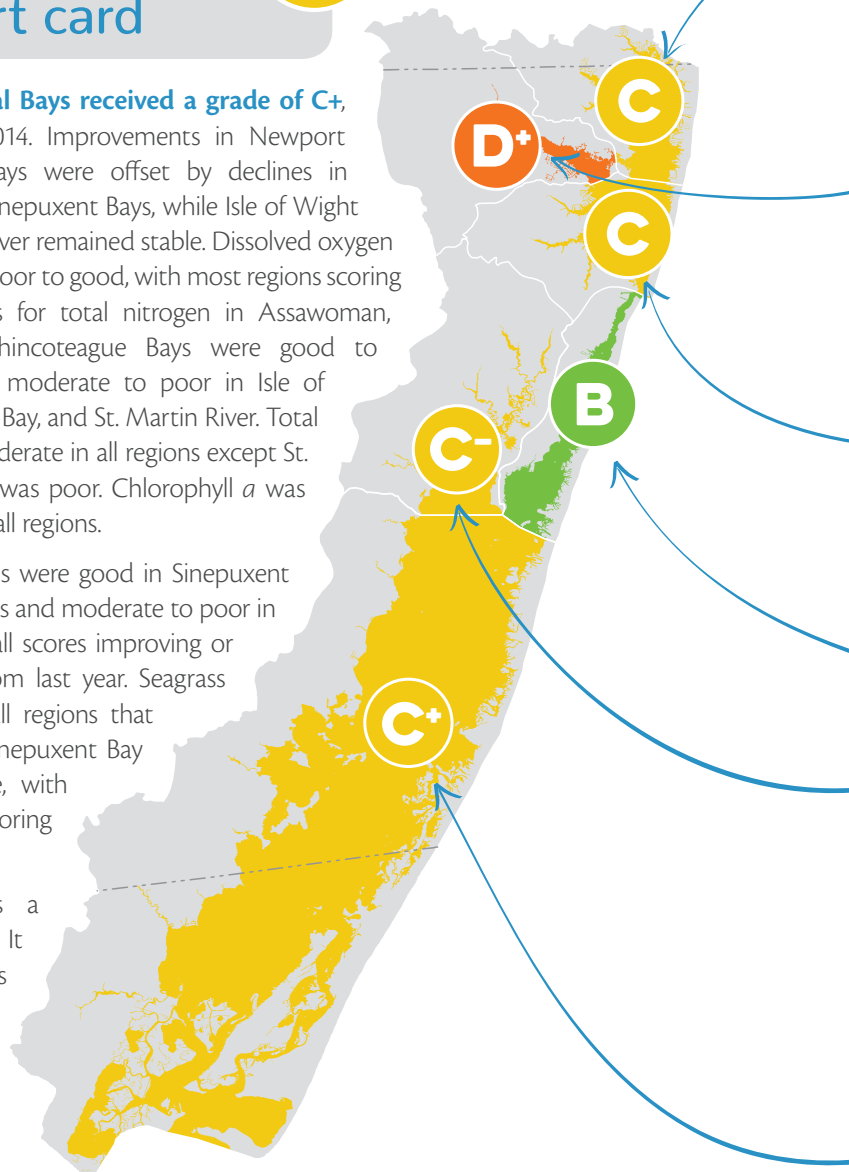 rt card
al Bays received a grade of C+,
014. Improvements in Newport
ays were offset by declines in
nepuxent Bays, while Isle of Wight
ver remained stable. Dissolved oxygen
oor to good, with most regions scoring
s for total nitrogen in Assawoman,
hincoteague Bays were good to
moderate to poor in Isle of
Bay, and St. Martin River. Total
derate in all regions except St.
was poor. Chlorophyll a was
all regions.
s were good in Sinepuxent
s and moderate to poor in
all scores improving or
om last year. Seagrass
ll regions that
nepuxent Bay
e, with
oring
s a
It
s
C
D+
C
B
C-
C+